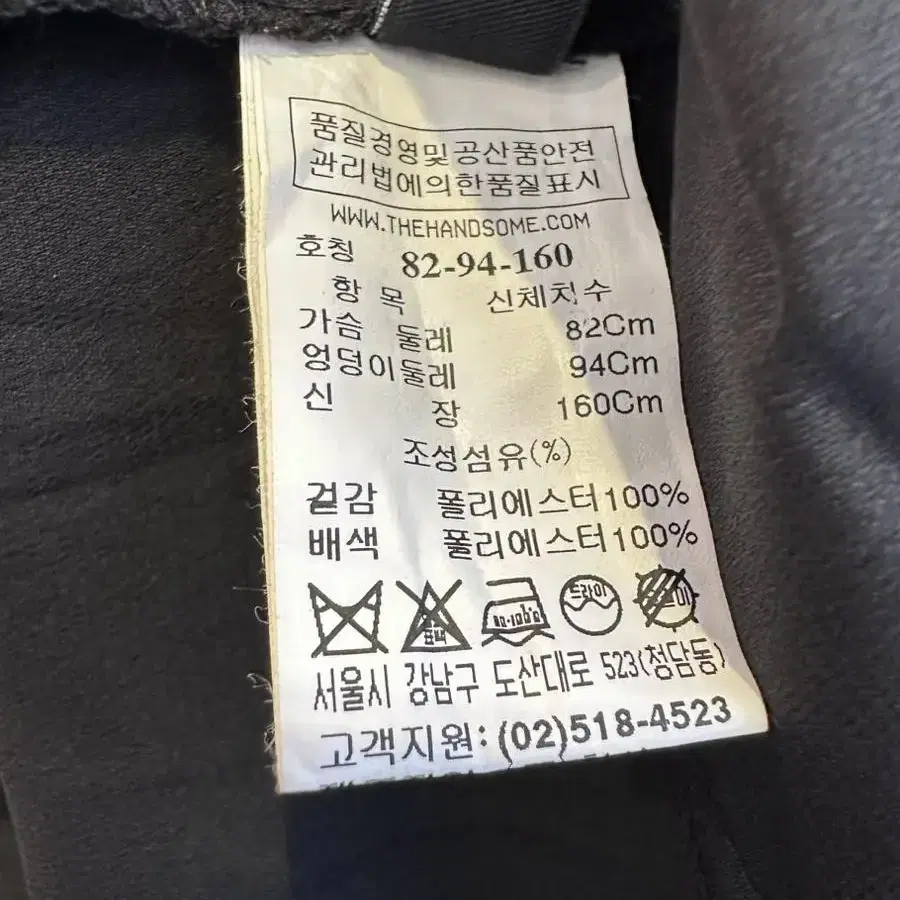 품질경영및공산품안전
관리법에의한품질표시
WWW.THEHANDSOME.COM
호칭 82-94-160
항 목 신체치수
가슴 둘레 82Cm
엉덩이둘레 94Cm
신 장 160Cm
조성섬유(%)
겉감 폴리에스터100%
배색 폴리에스터100%
표백 드라이
서울시 강남구 도산대로 523(청담동)
고객지원: (02)518-4523